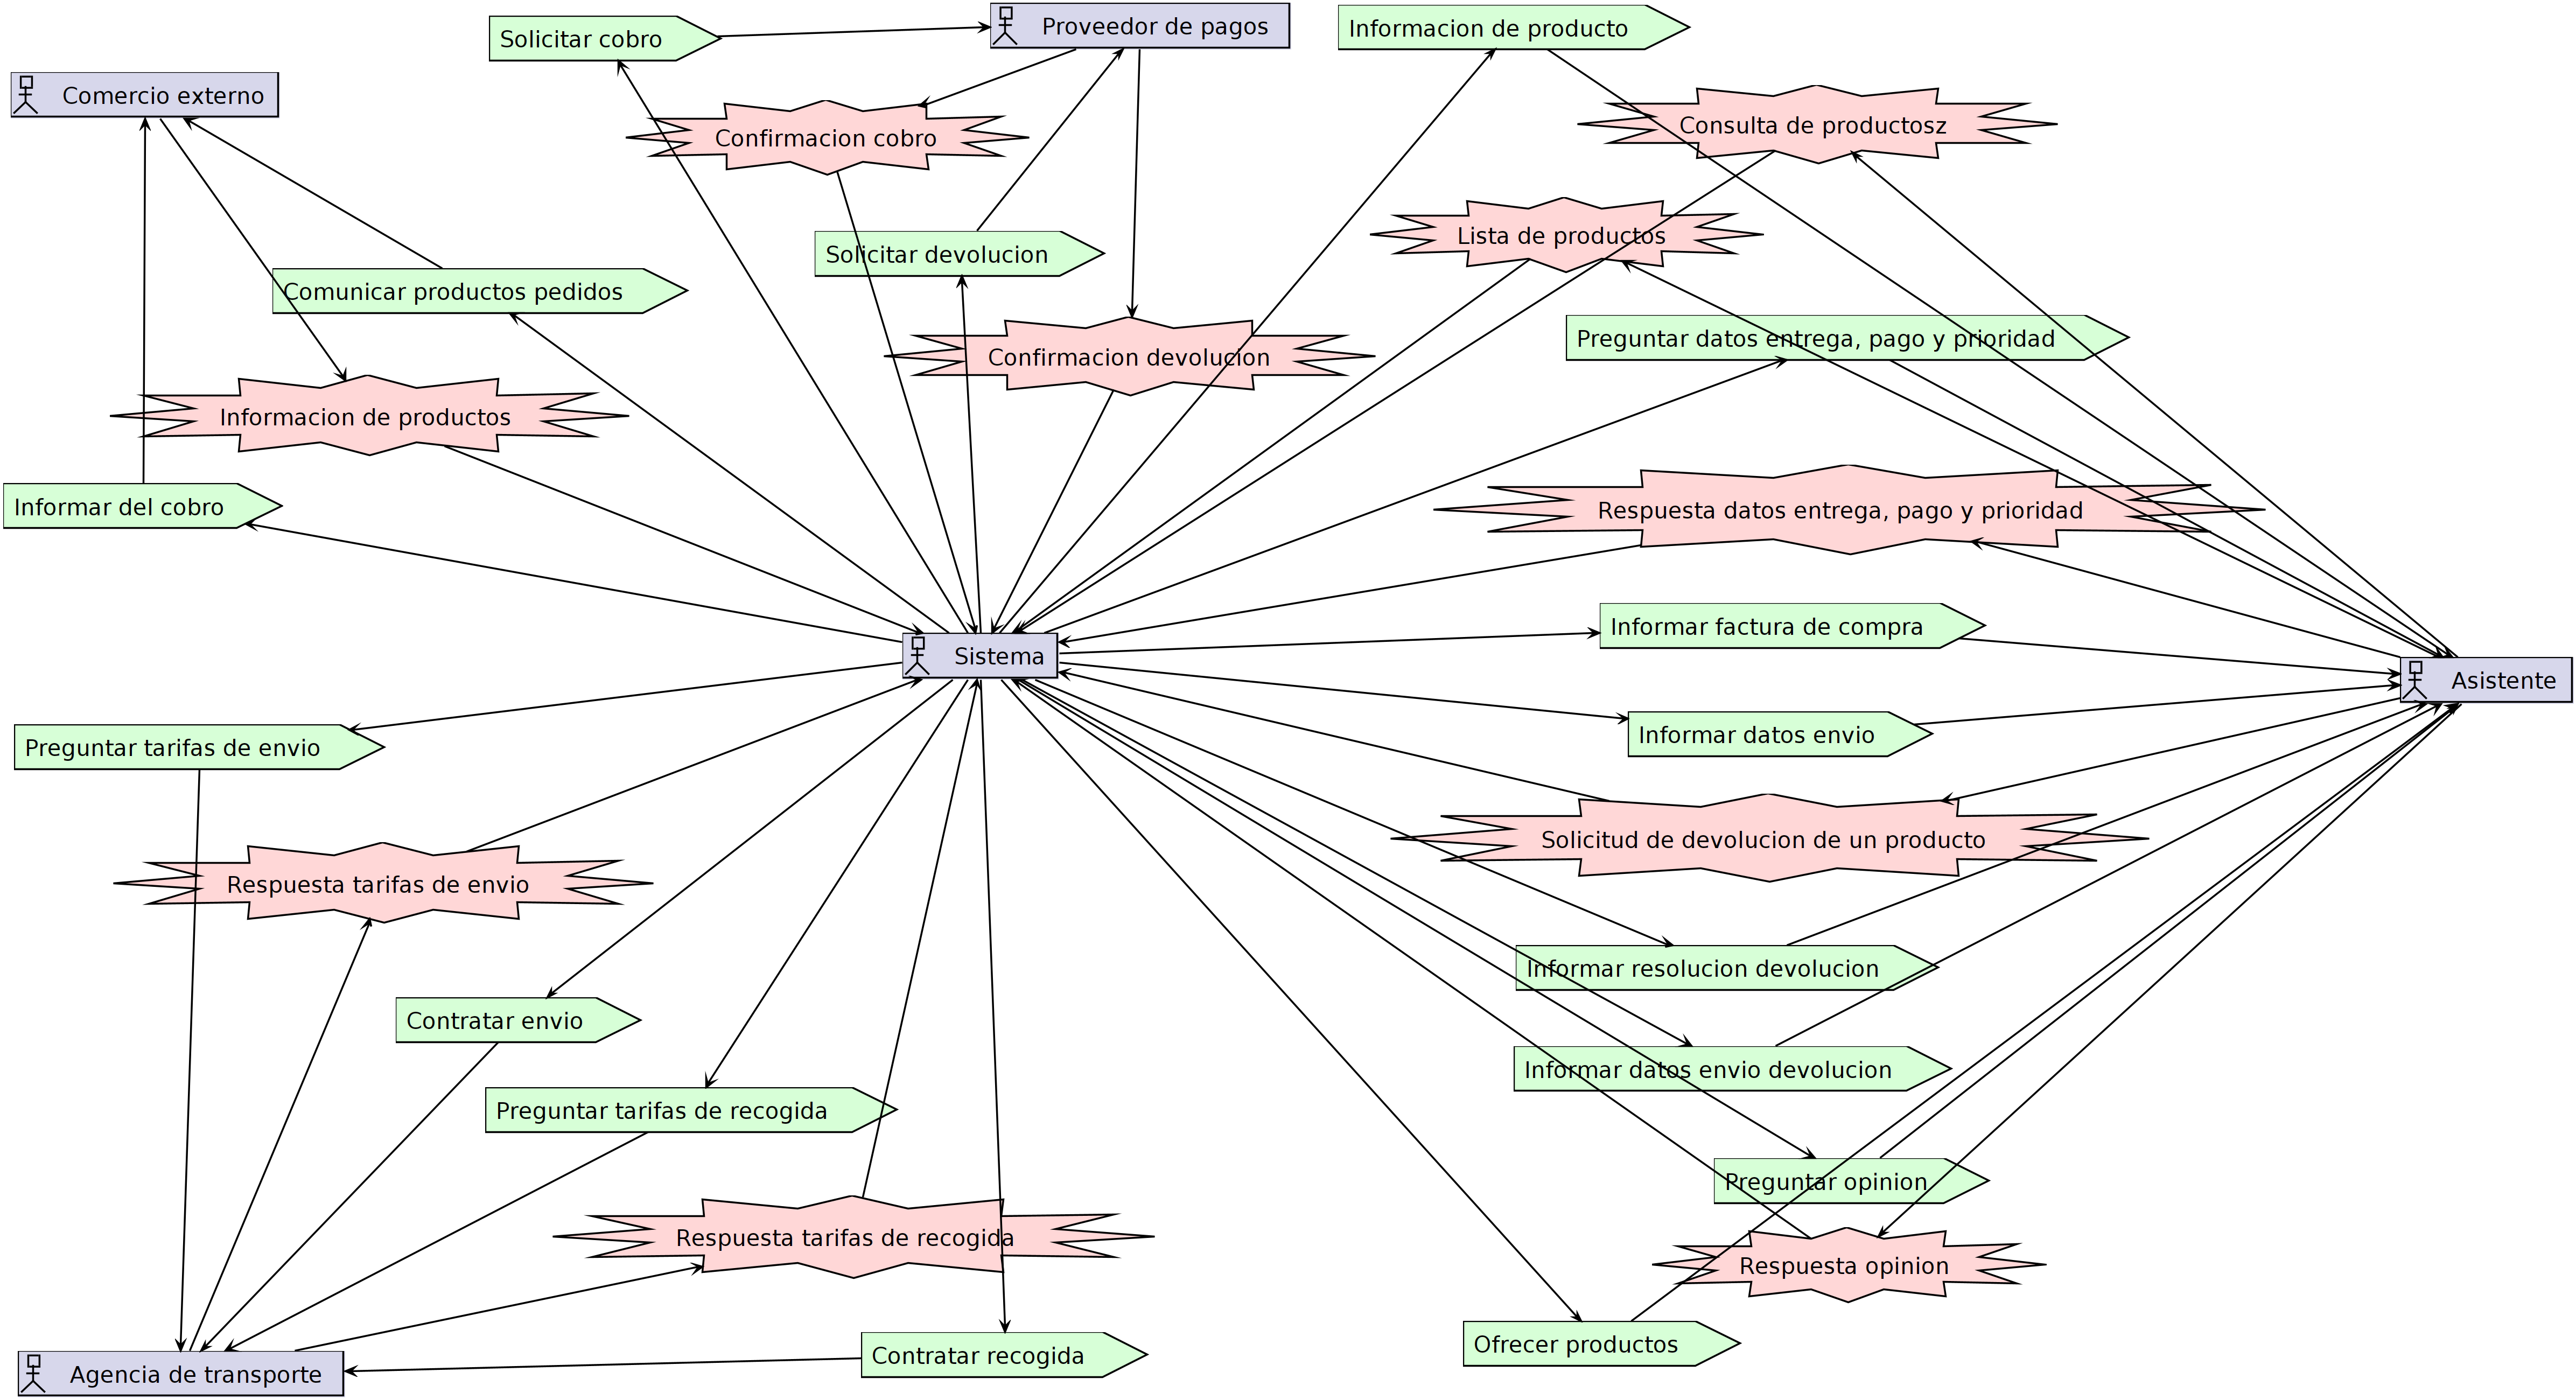 Solicitar cobro
Proveedor de pagos
Informacion de producto
Comercio externo
Confirmacion cobro
Consulta de productosz
Lista de productos
Solicitar devolucion
Comunicar productos pedidos
Preguntar datos entrega, pago y prioridad
Confirmacion devolucion
Informacion de productos
Informar del cobro
Respuesta datos entrega, pago y prioridad
Informar factura de compra
Sistema
Asistente
Informar datos envio
Preguntar tarifas de envio
Solicitud de devolucion de un producto
Respuesta tarifas de envio
Informar resolucion devolucion
Contratar envio
Informar datos envio devolucion
Preguntar tarifas de recogida
Preguntar opinion
Respuesta tarifas de recogida
Respuesta opinion
Ofrecer productos
Contratar recogida
Agencia de transporte